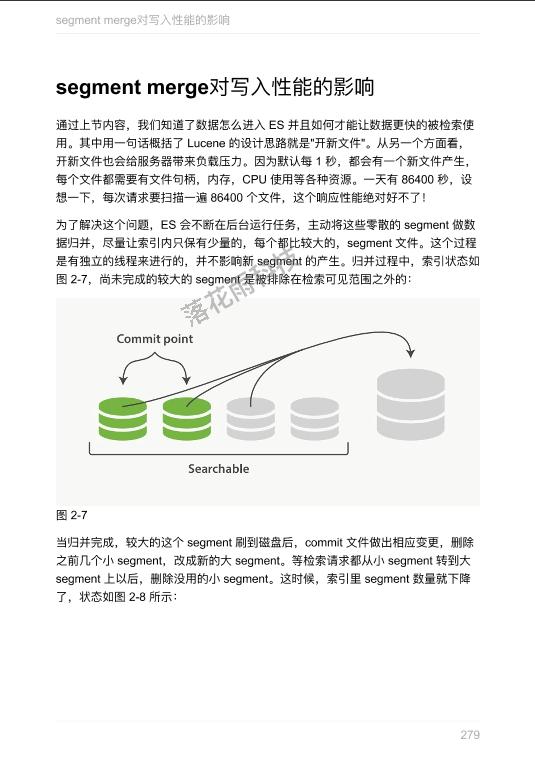 segment merge对写入性能的影响
segment merge对写入性能的影响
通过上节内容，我们知道了数据怎么进入 ES 并且如何才能让数据更快的被检索使
用。其中用一句话概括了 Lucene 的设计思路就是"开新文件"。从另一个方面看，
开新文件也会给服务器带来负载压力。因为默认每 1 秒，都会有一个新文件产生，
每个文件都需要有文件句柄，内存，CPU 使用等各种资源。一天有 86400 秒，设
想一下，每次请求要扫描一遍 86400 个文件，这个响应性能绝对好不了！
为了解决这个问题，ES 会不断在后台运行任务，主动将这些零散的 segment 做数
据归并，尽量让索引内只保有少量的，每个都比较大的，segment 文件。这个过程
是有独立的线程来进行的，并不影响新 segment 的产生。归并过程中，索引状态如
图 2-7，尚未完成的较大的 segment 是被排除在检索可见范围之外的：
落花雨科技
Commit point
Searchable
图 2-7
当归并完成，较大的这个 segment 刷到磁盘后，commit 文件做出相应变更，删除
之前几个小 segment，改成新的大 segment。等检索请求都从小 segment 转到大
segment 上以后，删除没用的小 segment。这时候，索引里 segment 数量就下降
了，状态如图 2-8 所示：
279